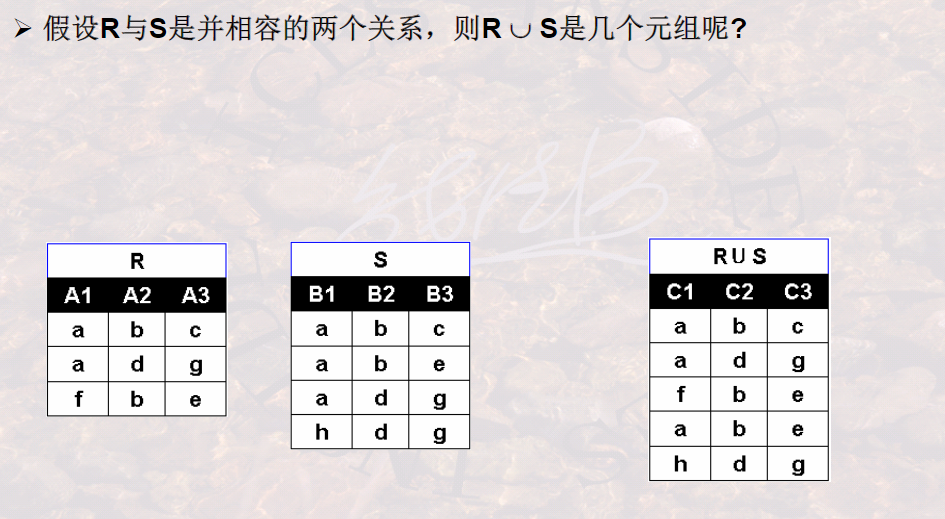 ➢ 假设R与S是并相容的两个关系，则R ∪ S是几个元组呢?
R
A1 A2 A3
a b c
a d g
f b e
S
B1 B2 B3
a b c
a b e
a d g
h d g
R∪S
C1 C2 C3
a b c
a d g
f b e
a b e
h d g